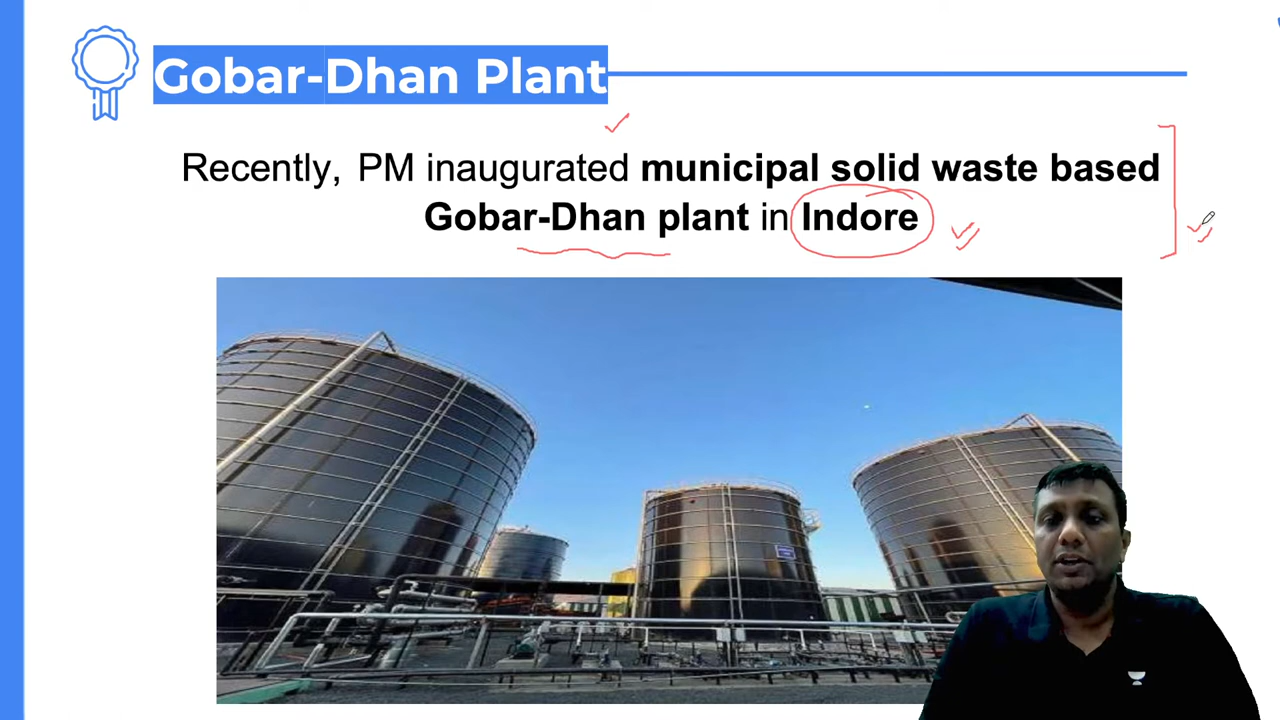 Gobar-Dhan Plant
Recently, PM inaugurated municipal solid waste based
Gobar-Dhan plant in Indore